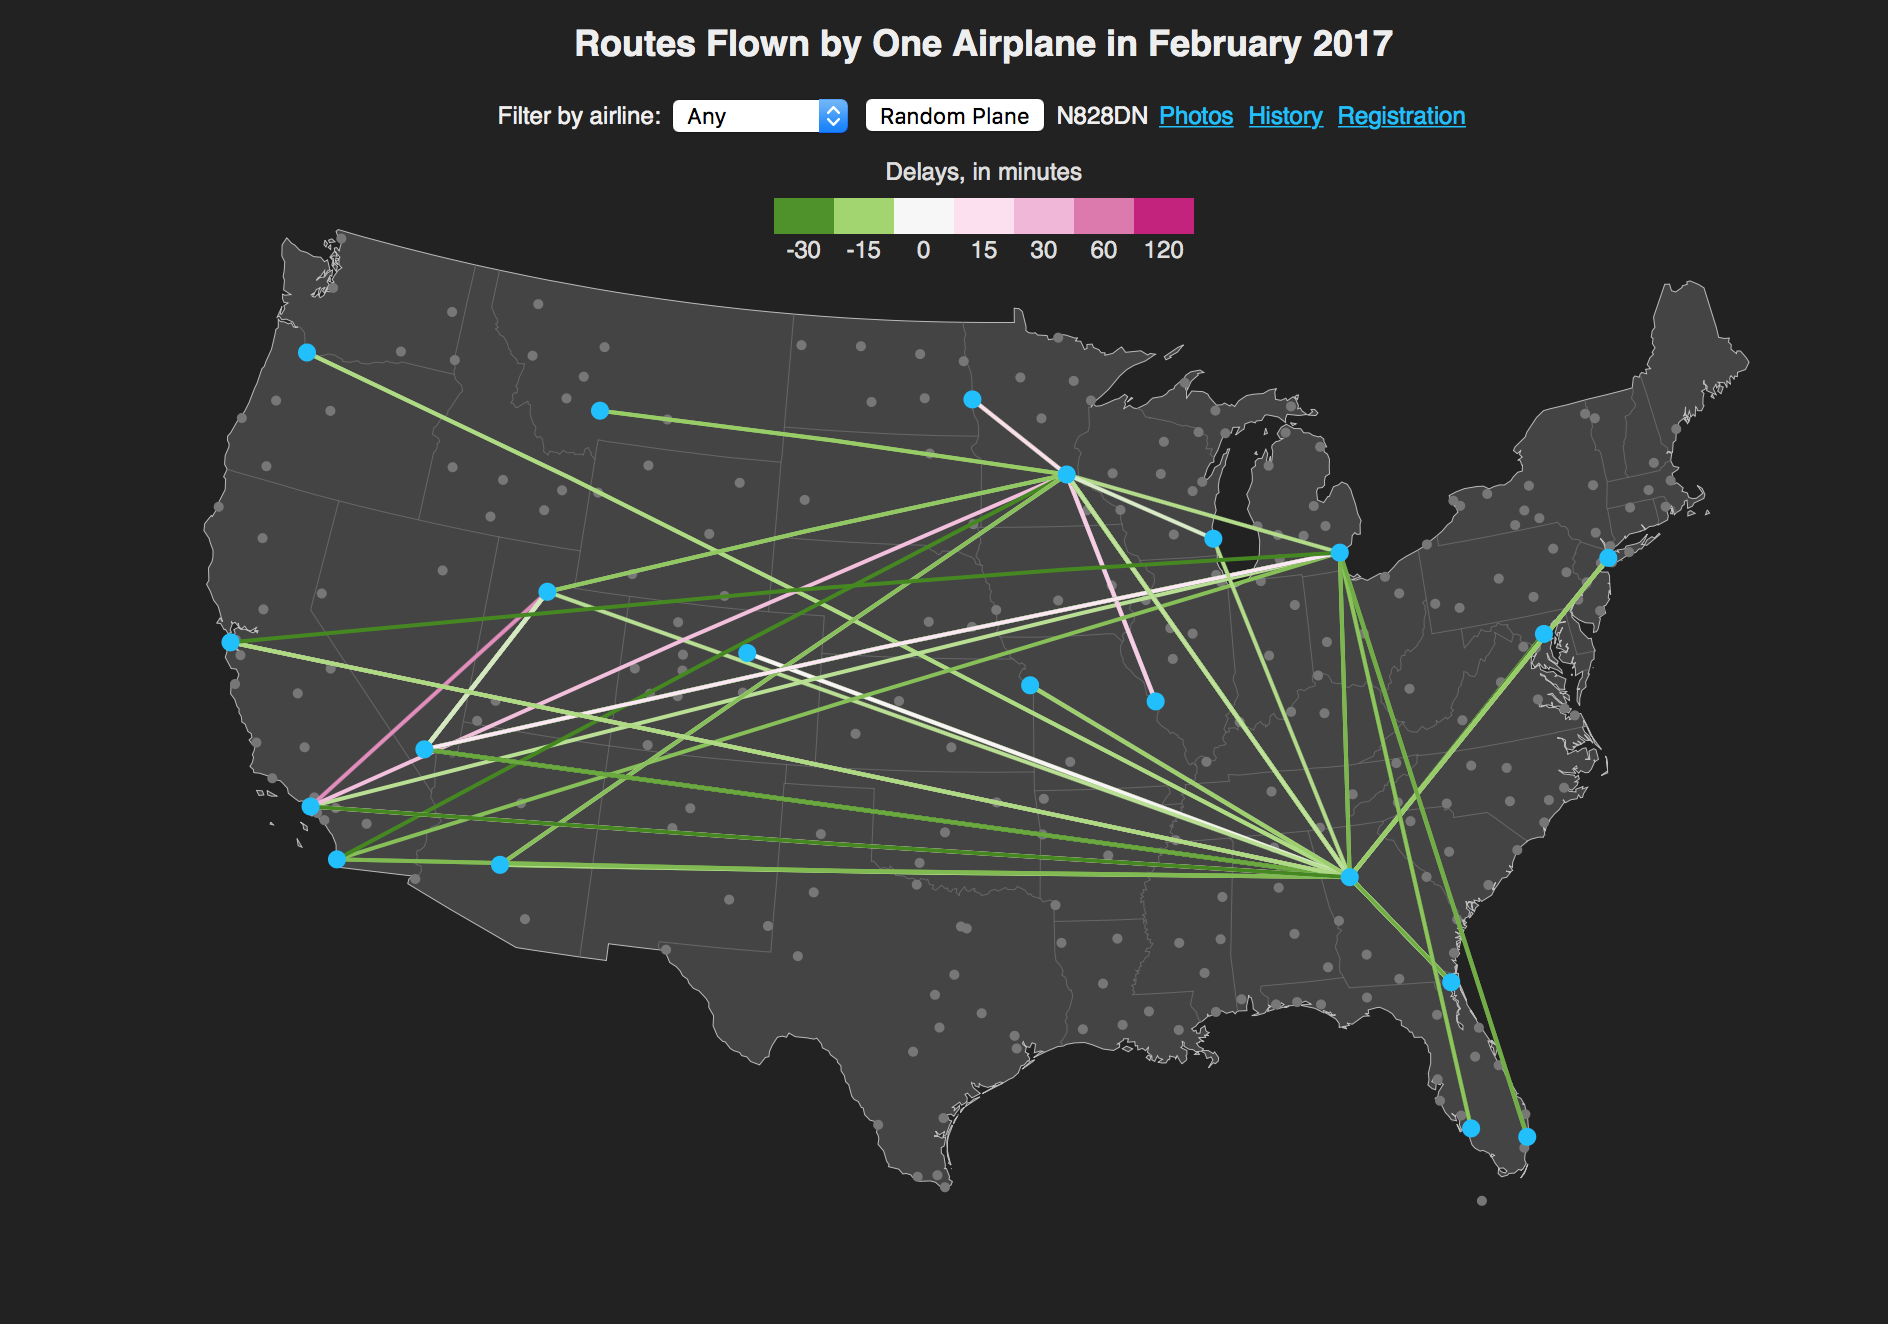 Routes Flown by One Airplane in February 2017
Filter by airline: Any Random Plane N828DN Photos History Registration
Delays, in minutes
-30 -15 0 15 30 60 120